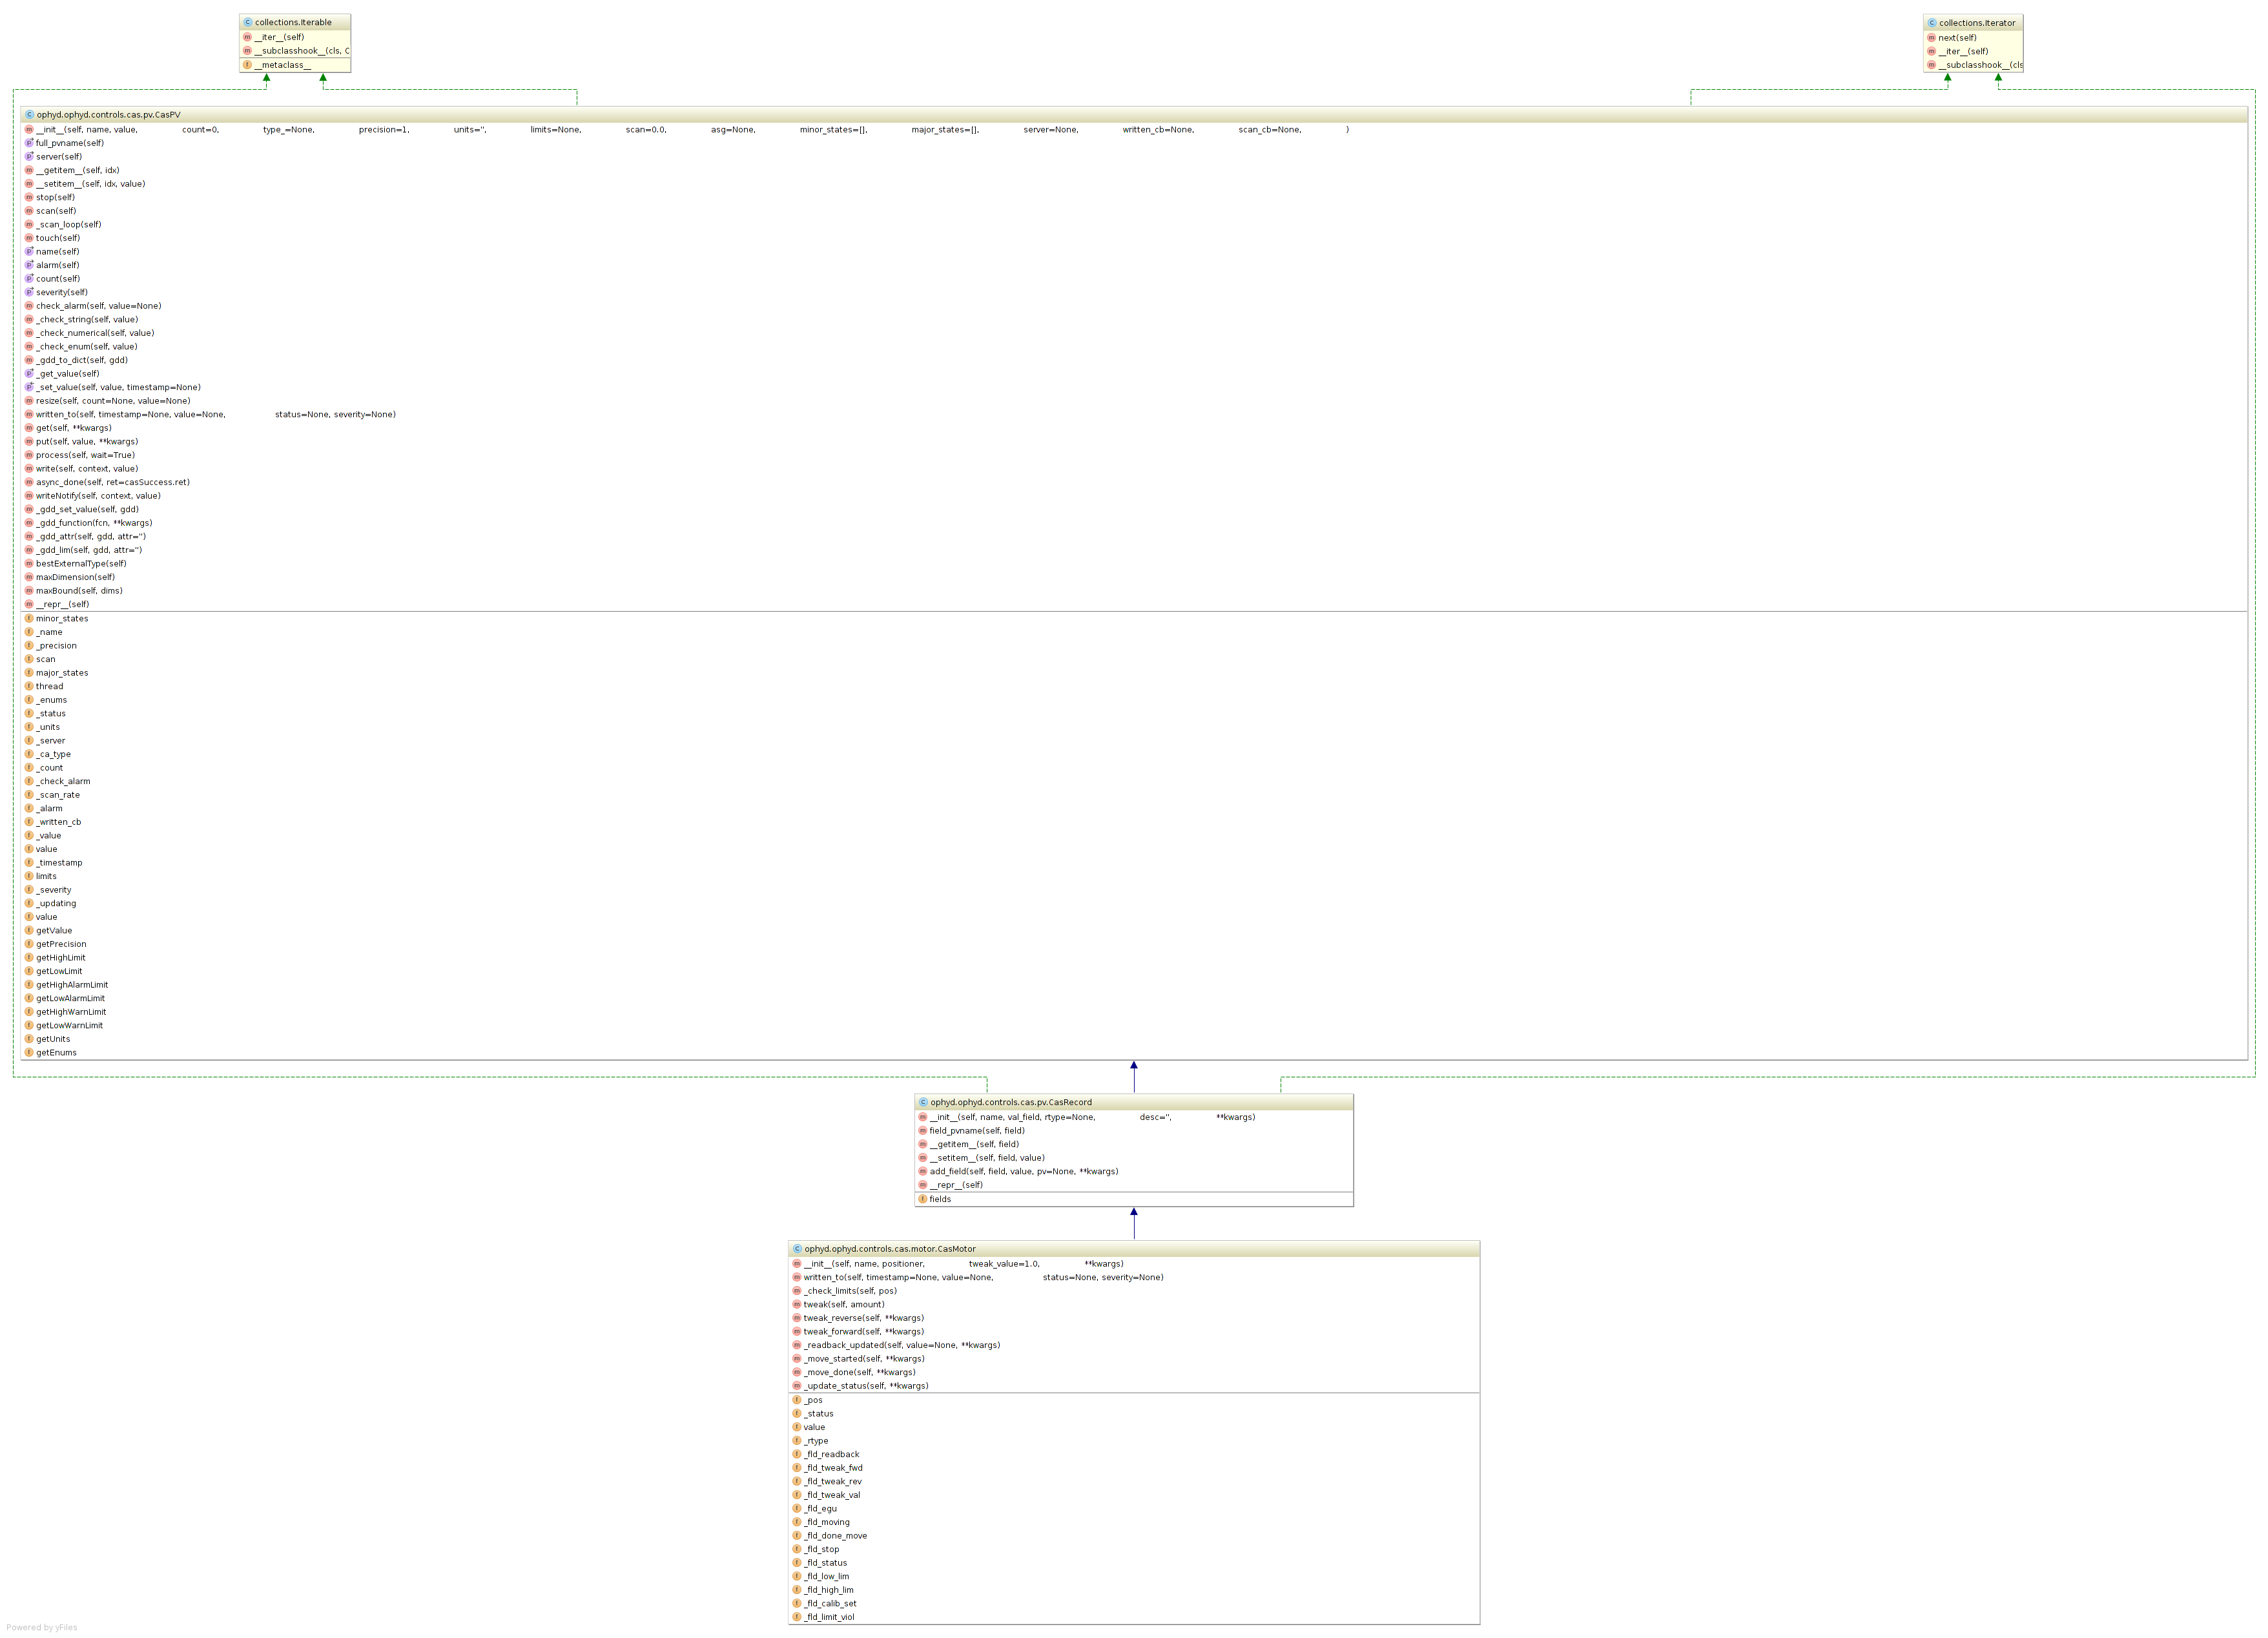 collections.Iterable
__iter__(self)
__subclasshook__(cls, C
__metaclass__
collections.Iterator
next(self)
__iter__(self)
__subclasshook__(cls
ophyd.ophyd.controls.cas.pv.CasPV
__init__(self, name, value, count=0, type_=None, precision=1, units='', limits=None, scan=0.0, asg=None, minor_states=[], major_states=[], server=None, written_cb=None, scan_cb=None, )
full_pvname(self)
server(self)
__getitem__(self, idx)
__setitem__(self, idx, value)
stop(self)
scan(self)
_scan_loop(self)
touch(self)
name(self)
alarm(self)
count(self)
severity(self)
check_alarm(self, value=None)
_check_string(self, value)
_check_numerical(self, value)
_check_enum(self, value)
_gdd_to_dict(self, gdd)
_get_value(self)
_set_value(self, value, timestamp=None)
resize(self, count=None, value=None)
written_to(self, timestamp=None, value=None, status=None, severity=None)
get(self, **kwargs)
put(self, value, **kwargs)
process(self, wait=True)
write(self, context, value)
async_done(self, ret=casSuccess.ret)
writeNotify(self, context, value)
_gdd_set_value(self, gdd)
_gdd_function(fcn, **kwargs)
_gdd_attr(self, gdd, attr='')
_gdd_lim(self, gdd, attr='')
bestExternalType(self)
maxDimension(self)
maxBound(self, dims)
__repr__(self)
minor_states
_name
_precision
scan
major_states
thread
_enums
_status
_units
_server
_ca_type
_count
_check_alarm
_scan_rate
_alarm
_written_cb
_value
value
_timestamp
limits
_severity
_updating
value
getValue
getPrecision
getHighLimit
getLowLimit
getHighAlarmLimit
getLowAlarmLimit
getHighWarnLimit
getLowWarnLimit
getUnits
getEnums
ophyd.ophyd.controls.cas.pv.CasRecord
__init__(self, name, val_field, rtype=None, desc='', **kwargs)
field_pvname(self, field)
__getitem__(self, field)
__setitem__(self, field, value)
add_field(self, field, value, pv=None, **kwargs)
__repr__(self)
fields
ophyd.ophyd.controls.cas.motor.CasMotor
__init__(self, name, positioner, tweak_value=1.0, **kwargs)
written_to(self, timestamp=None, value=None, status=None, severity=None)
_check_limits(self, pos)
tweak(self, amount)
tweak_reverse(self, **kwargs)
tweak_forward(self, **kwargs)
_readback_updated(self, value=None, **kwargs)
_move_started(self, **kwargs)
_move_done(self, **kwargs)
_update_status(self, **kwargs)
_pos
_status
value
_rtype
_fld_readback
_fld_tweak_fwd
_fld_tweak_rev
_fld_tweak_val
_fld_egu
_fld_moving
_fld_done_move
_fld_stop
_fld_status
_fld_low_lim
_fld_high_lim
_fld_calib_set
_fld_limit_viol
Powered by yFiles